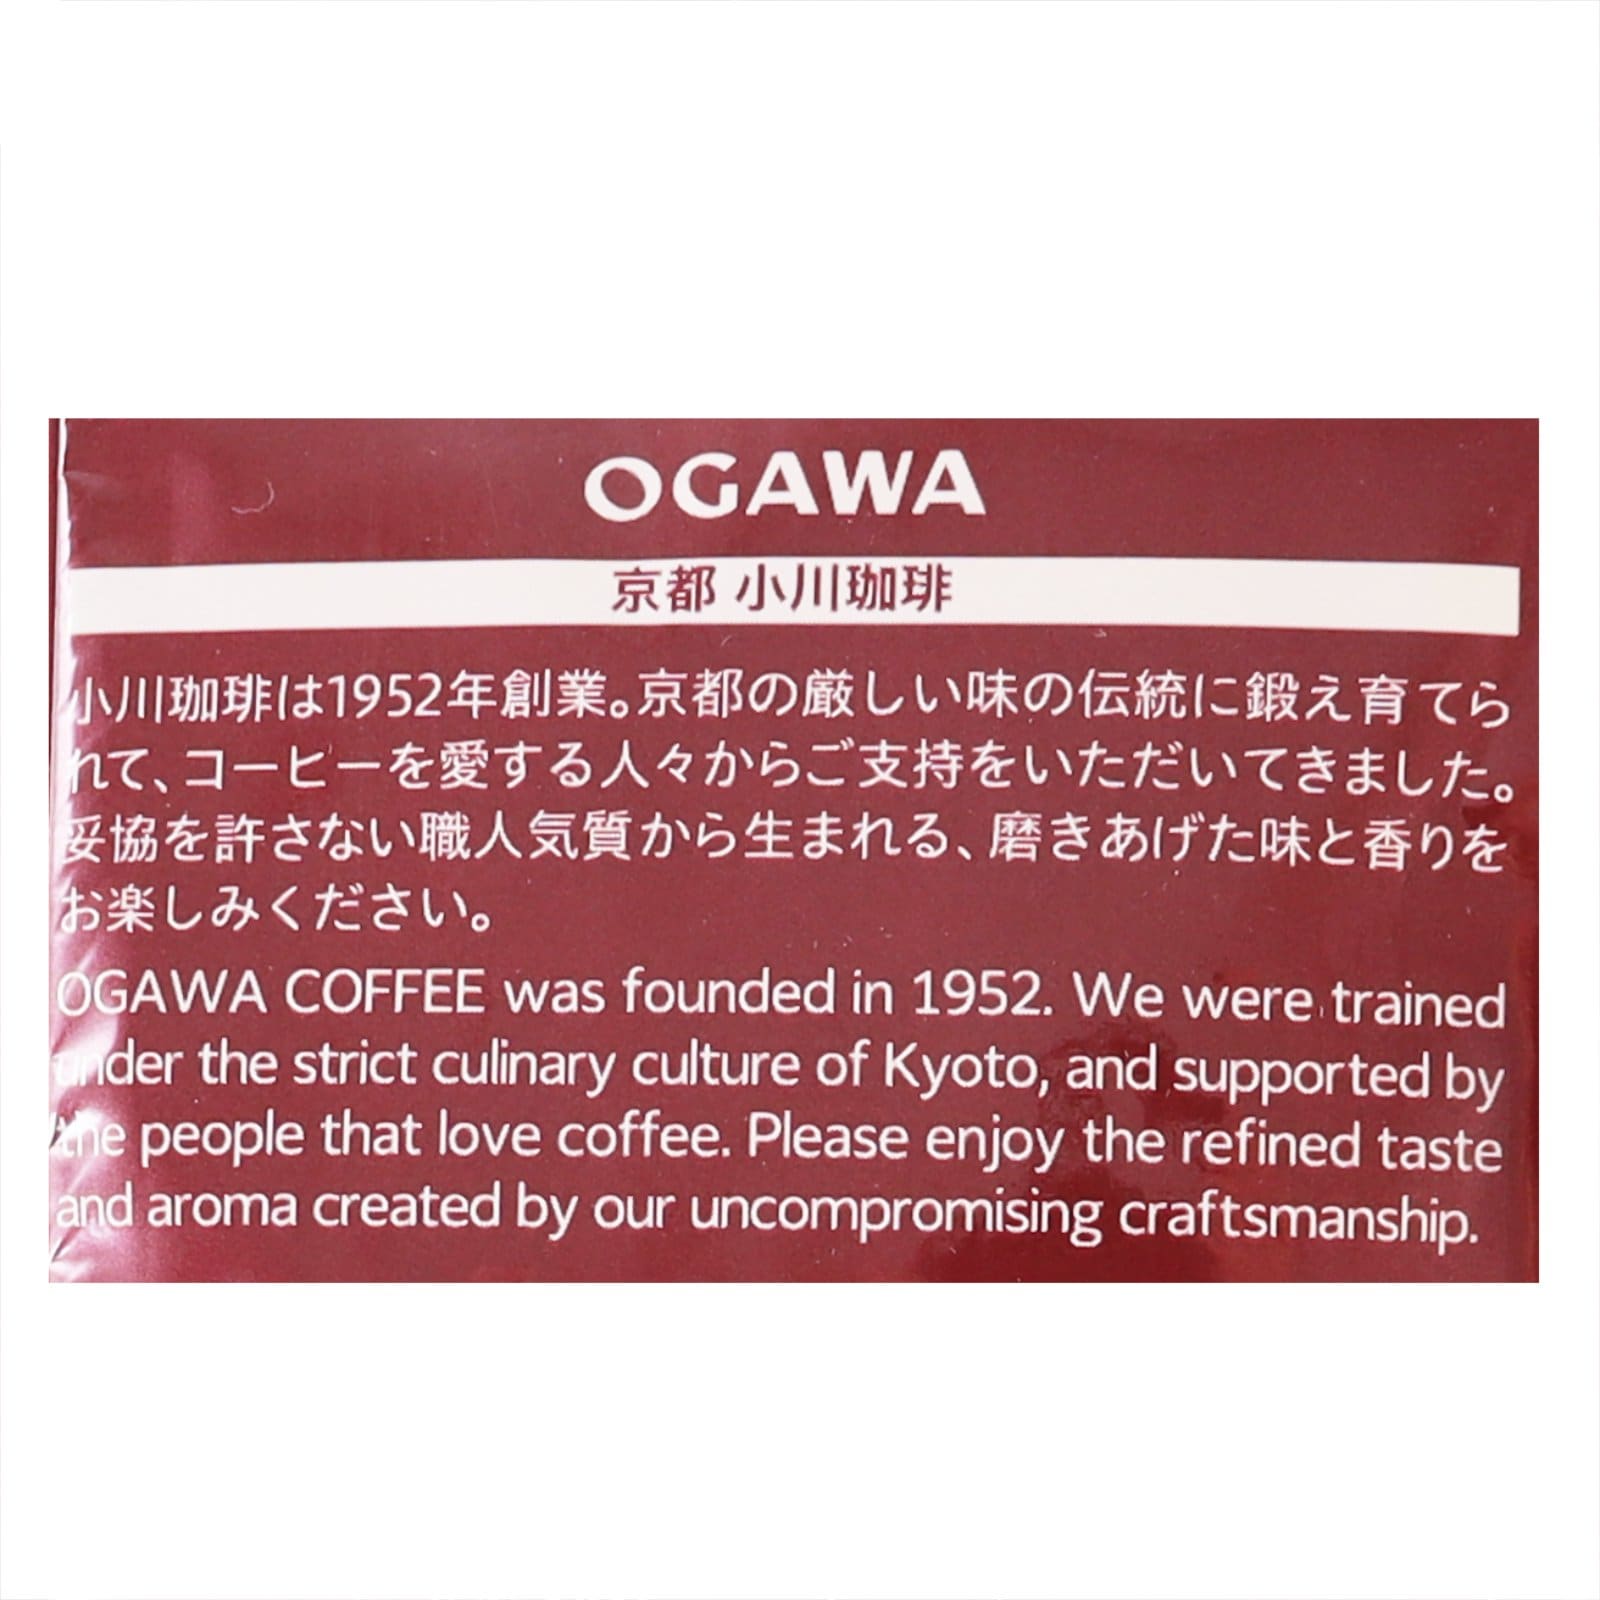 OGAWA
京都 小川珈琲
小川珈琲は1952年創業。京都の厳しい味の伝統に鍛え育てら
れて、コーヒーを愛する人々からご支持をいただいてきました。
妥協を許さない職人気質から生まれる、磨きあげた味と香りを
お楽しみください。
OGAWA COFFEE was founded in 1952. We were trained
under the strict culinary culture of Kyoto, and supported by
the people that love coffee. Please enjoy the refined taste
and aroma created by our uncompromising craftsmanship.